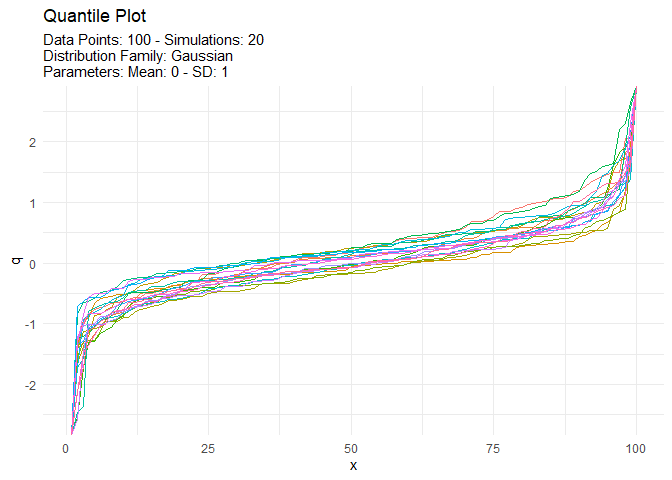 Quantile Plot
Data Points: 100 - Simulations: 20
Distribution Family: Gaussian
Parameters: Mean: 0 - SD: 1
2
1
0
-1
-2
q
0 25 50 75 100
x